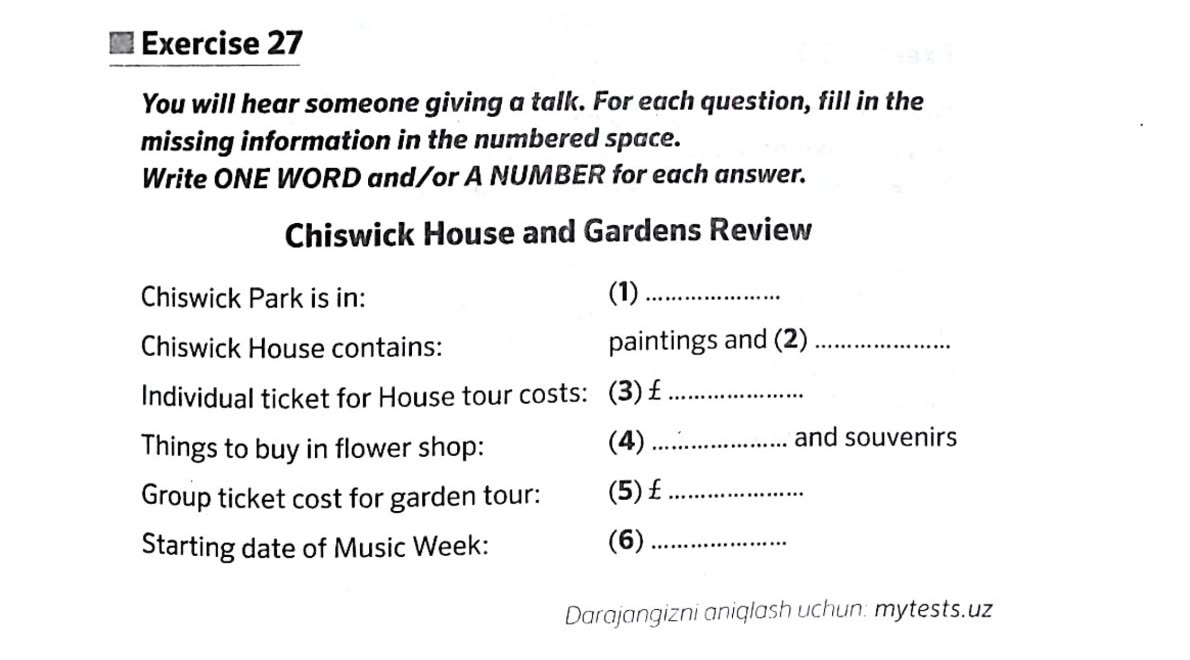 Exercise 27
You will hear someone giving a talk. For each question, fill in the
missing information in the numbered space.
Write ONE WORD and/or A NUMBER for each answer.
Chiswick House and Gardens Review
Chiswick Park is in: (1) .....................
Chiswick House contains: paintings and (2) .....................
Individual ticket for House tour costs: (3) £ .....................
Things to buy in flower shop: (4) ..................... and souvenirs
Group ticket cost for garden tour: (5) £ .....................
Starting date of Music Week: (6) .....................
Darajangizni aniqlash uchun: mytests.uz